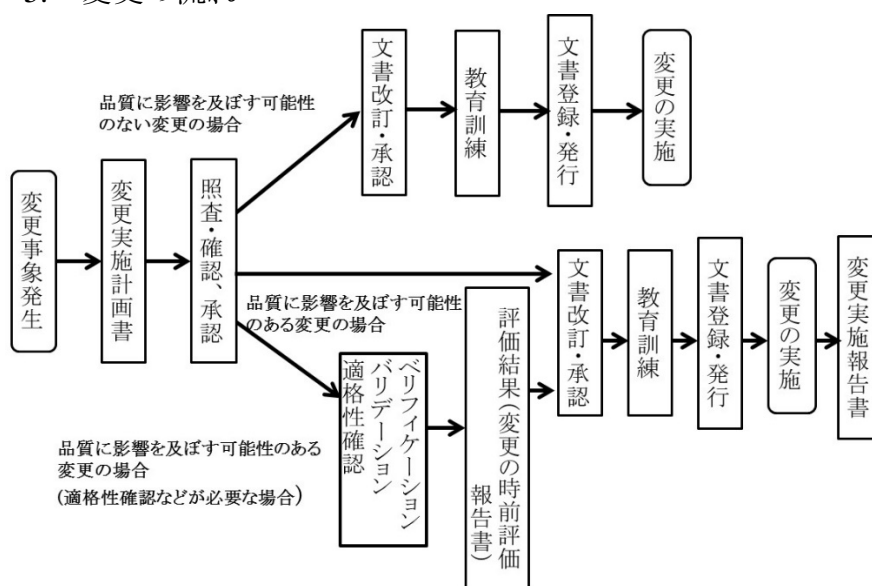 品質に影響を及ぼす可能性
のない変更の場合
文書改訂・承認
教育訓練
文書登録・発行
変更の実施
変更事象発生
変更実施計画書
照査・確認、承認
品質に影響を及ぼす可能性
のある変更の場合
文書改訂・承認
教育訓練
文書登録・発行
変更の実施
変更実施報告書
品質に影響を及ぼす可能性のある
変更の場合
(適格性確認などが必要な場合)
ベリフィケーション
バリデーション
適格性確認
評価結果(変更の時前評価
報告書)